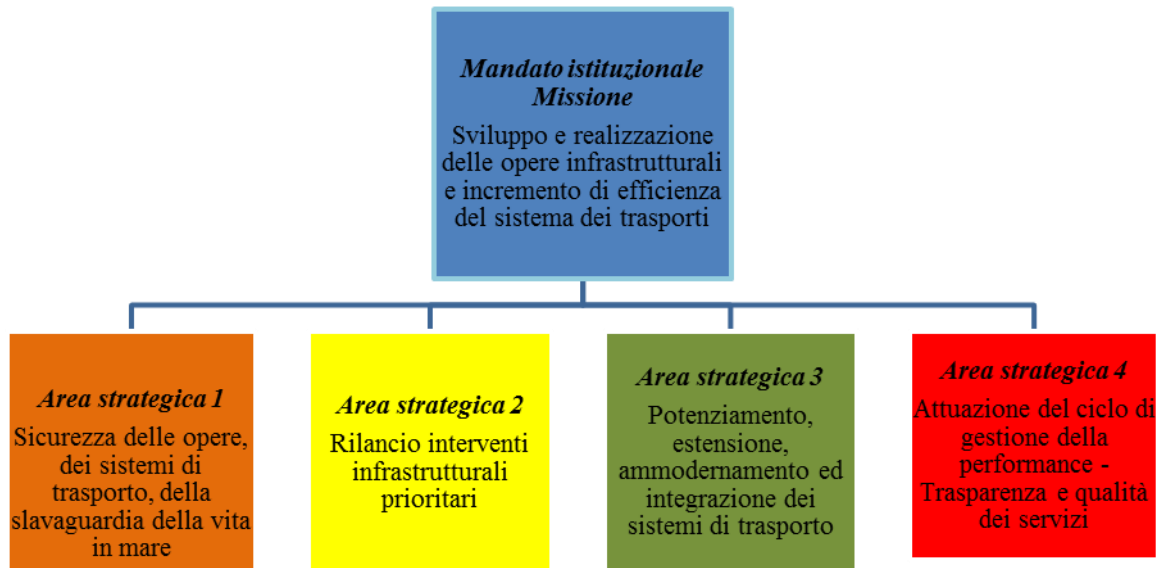 Mandato istituzionale
Missione
Sviluppo e realizzazione
delle opere infrastrutturali
e incremento di efficienza
del sistema dei trasporti
Area strategica 1
Sicurezza delle opere,
dei sistemi di
trasporto, della
slavaguardia della vita
in mare
Area strategica 2
Rilancio interventi
infrastrutturali
prioritari
Area strategica 3
Potenziamento,
estensione,
ammodernamento ed
integrazione dei
sistemi di trasporto
Area strategica 4
Attuazione del ciclo di
gestione della
performance -
Trasparenza e qualità
dei servizi